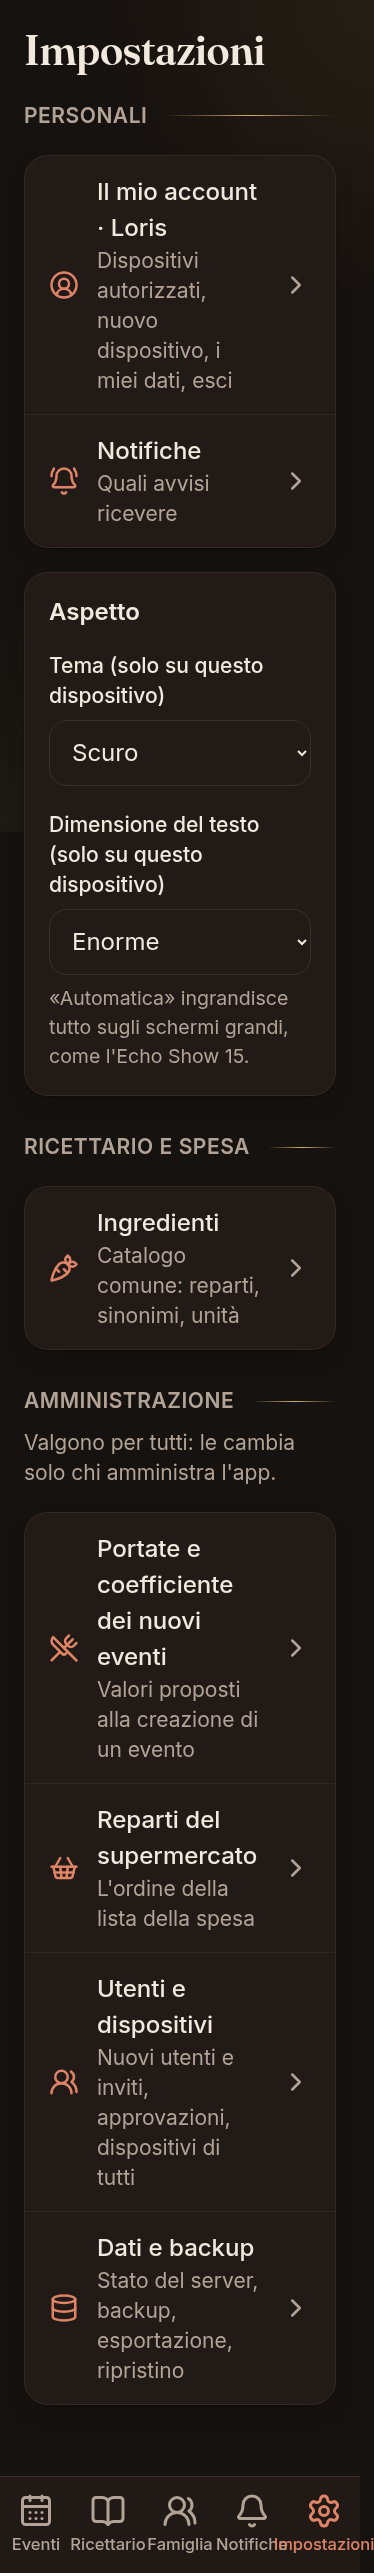 Impostazioni
PERSONALI
Il mio account
· Loris
Dispositivi
autorizzati,
nuovo
dispositivo, i
miei dati, esci
Notifiche
Quali avvisi
ricevere
Aspetto
Tema (solo su questo
dispositivo)
Scuro
Dimensione del testo
(solo su questo
dispositivo)
Enorme
«Automatica» ingrandisce
tutto sugli schermi grandi,
come l'Echo Show 15.
RICETTARIO E SPESA
Ingredienti
Catalogo
comune: reparti,
sinonimi, unità
AMMINISTRAZIONE
Valgono per tutti: le cambia
solo chi amministra l'app.
Portate e
coefficiente
dei nuovi
eventi
Valori proposti
alla creazione di
un evento
Reparti del
supermercato
L'ordine della
lista della spesa
Utenti e
dispositivi
Nuovi utenti e
inviti,
approvazioni,
dispositivi di
tutti
Dati e backup
Stato del server,
backup,
esportazione,
ripristino
Eventi Ricettario Famiglia Notifiche Impostazioni